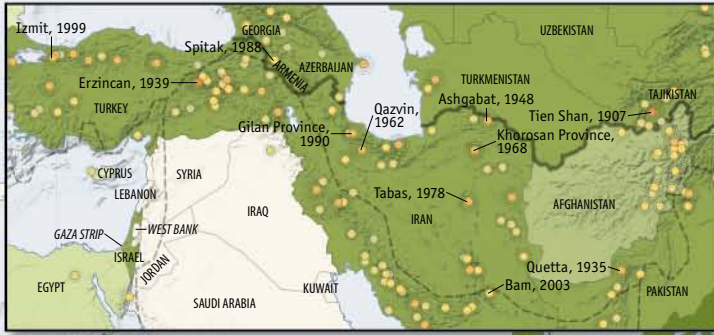 Izmit, 1999
GEORGIA
UZBEKISTAN
Spitak, 1988
ARMENIA
AZERBAIJAN
Erzincan, 1939
TURKMENISTAN
TAJIKISTAN
TURKEY
Qazvin,
1962
Ashgabat, 1948
Tien Shan, 1907
Gilan Province,
1990
Khorosan Province,
1968
CYPRUS
SYRIA
LEBANON
Tabas, 1978
AFGHANISTAN
IRAQ
IRAN
GAZA STRIP
WEST BANK
ISRAEL
JORDAN
Quetta, 1935
EGYPT
KUWAIT
Bam, 2003
PAKISTAN
SAUDI ARABIA